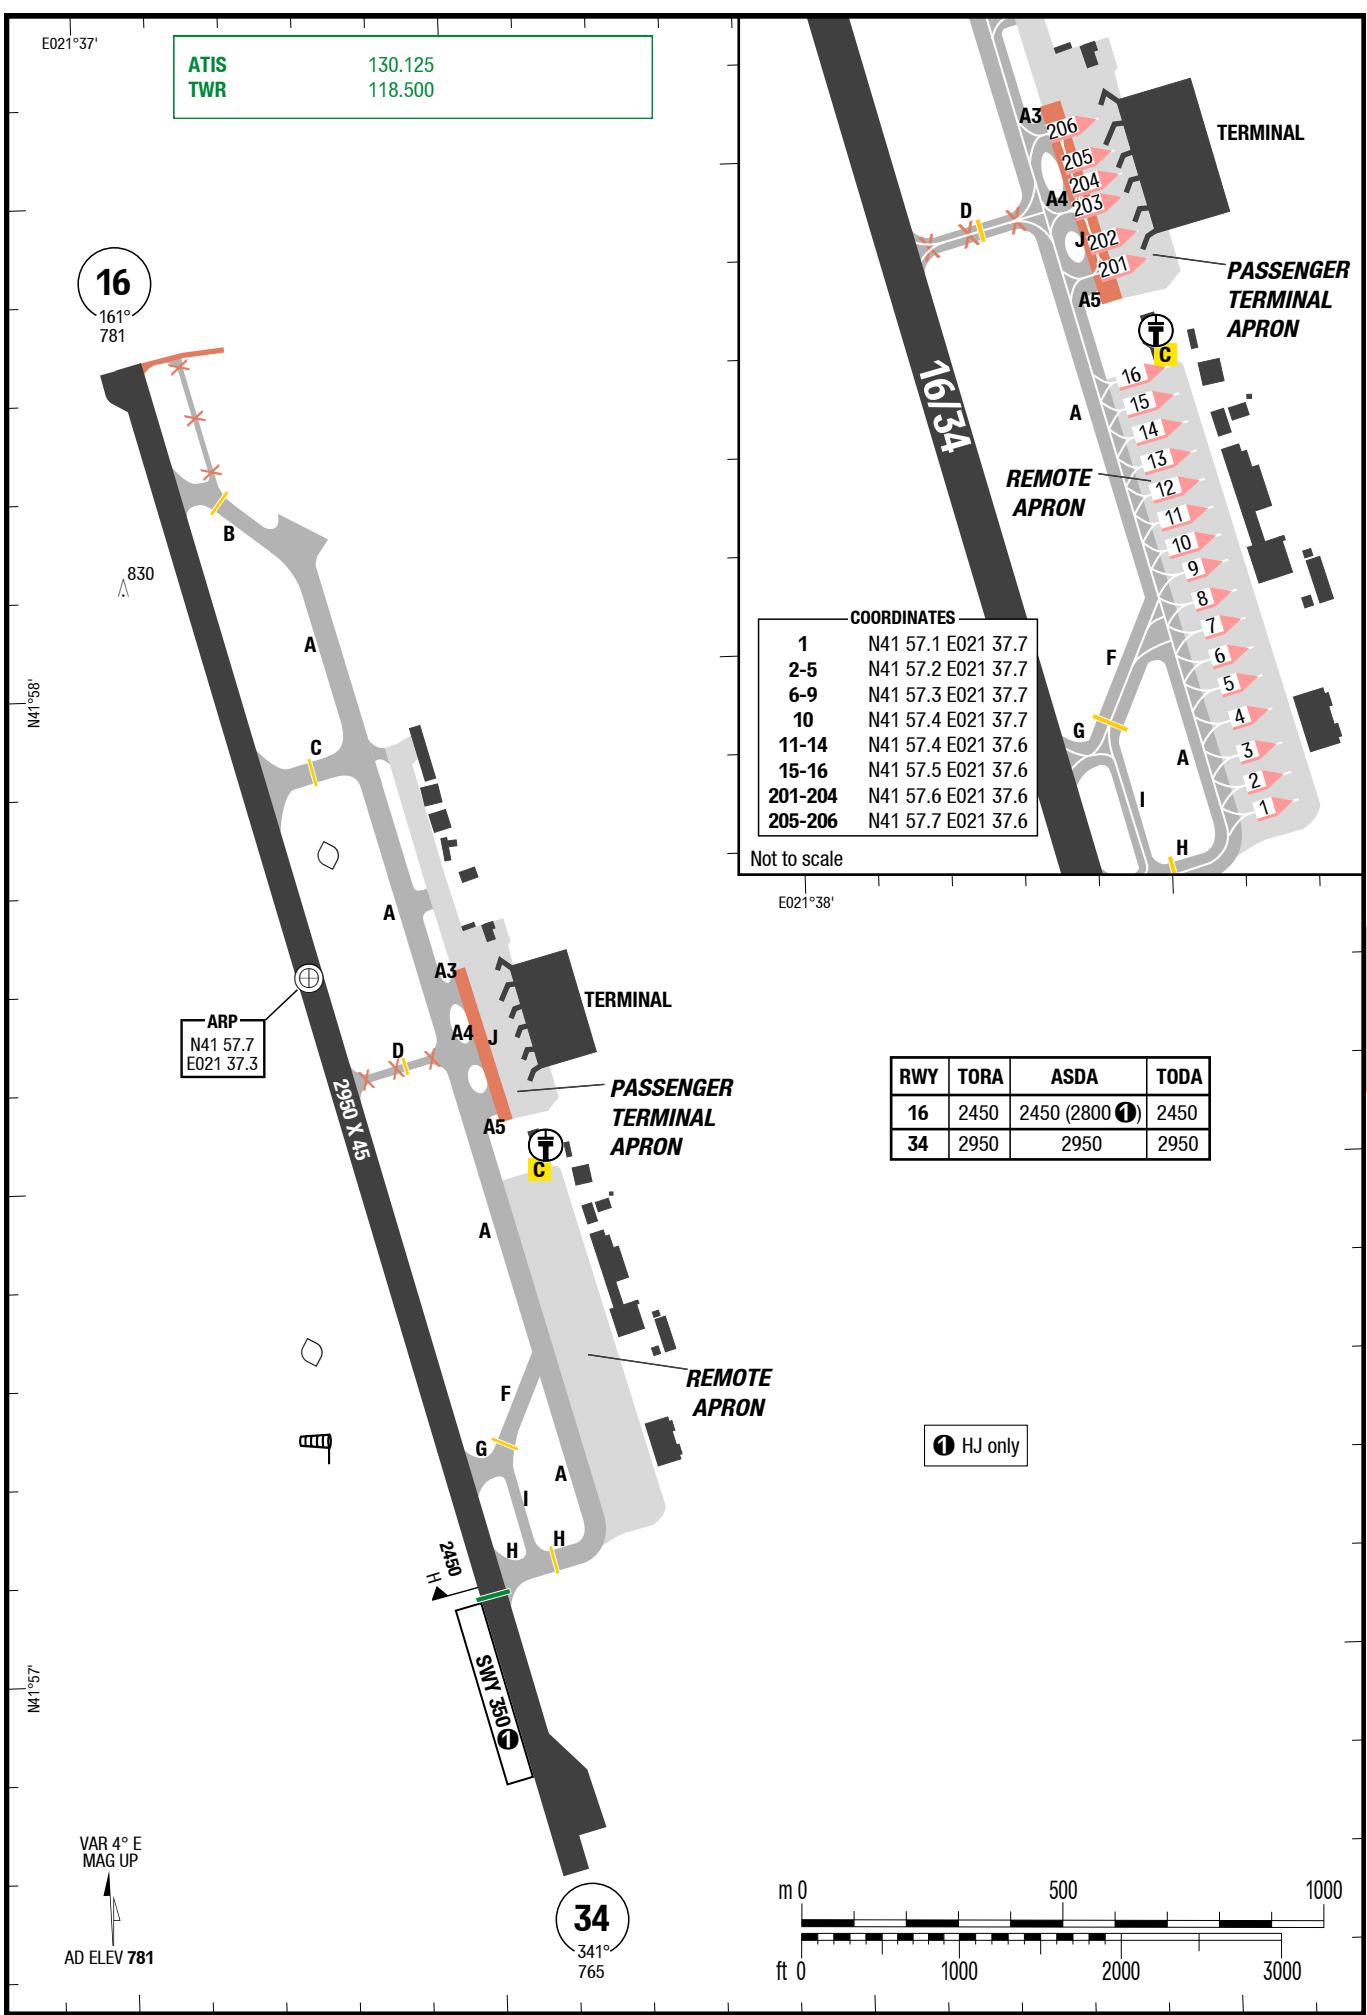 E021°37'
ATIS 130.125
TWR 118.500
16
161°
781
B
830
A
N41°58'
C
A
A3
TERMINAL
A4
J
ARP
N41 57.7
E021 37.3
D
2950 X 45
PASSENGER
TERMINAL
APRON
A5
C
A
REMOTE
APRON
F
G
A
I
H
H
2450
H
SWY 350 1
N41°57'
VAR 4° E
MAG UP
AD ELEV 781
34
341°
765
A3
206
TERMINAL
205
204
A4
203
D
J
202
201
PASSENGER
TERMINAL
APRON
A5
C
16/34
16
A
15
14
13
REMOTE
APRON
12
11
10
9
8
7
F
6
5
G
4
A
3
2
I
1
H
COORDINATES
1 N41 57.1 E021 37.7
2-5 N41 57.2 E021 37.7
6-9 N41 57.3 E021 37.7
10 N41 57.4 E021 37.7
11-14 N41 57.4 E021 37.6
15-16 N41 57.5 E021 37.6
201-204 N41 57.6 E021 37.6
205-206 N41 57.7 E021 37.6
Not to scale
E021°38'
RWY TORA ASDA TODA
16 2450 2450 (2800 1) 2450
34 2950 2950 2950
1 HJ only
m 0 500 1000
ft 0 1000 2000 3000